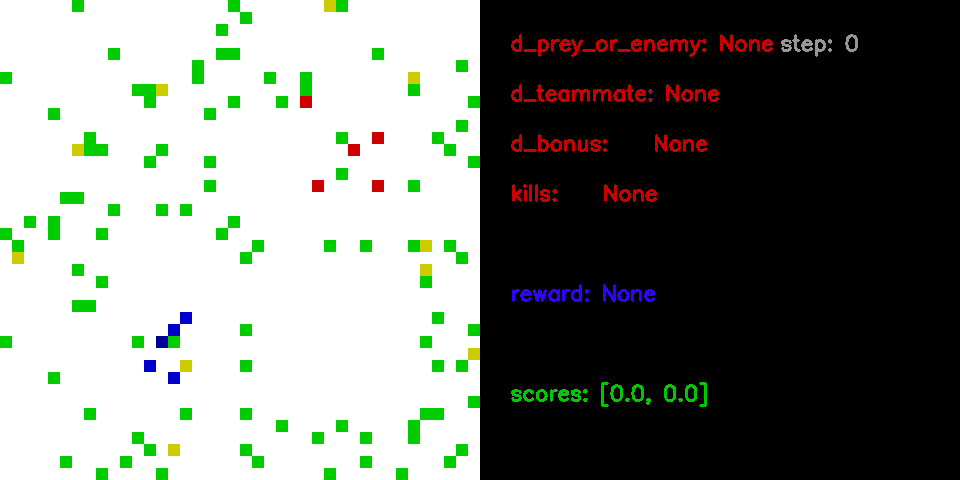 d_prey_or_enemy: None step: 0
d_teammate: None
d_bonus: None
kills: None
reward: None
scores: [0.0, 0.0]